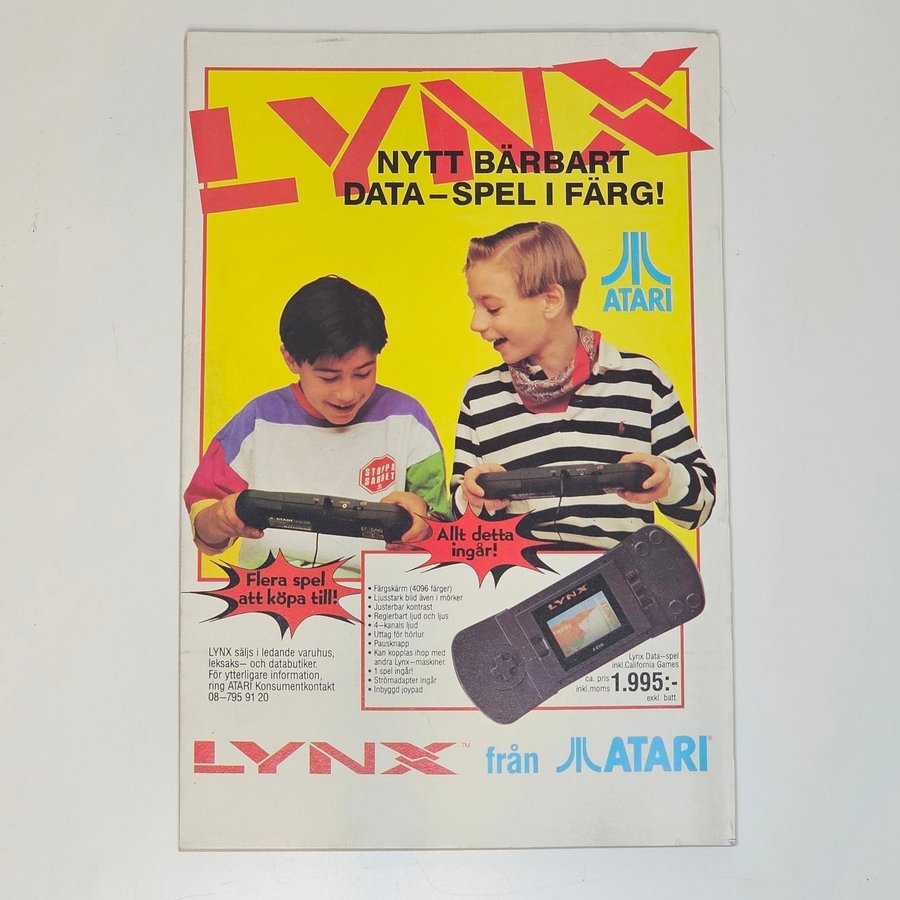 LYNX
NYTT BÄRBART
DATA–SPEL I FÄRG!
ATARI
STOPPA
ATARI
Allt detta
ingår!
Flera spel
att köpa till!
• Färgskärm (4096 färger)
• Ljusstark bild även i mörker
• Justerbar kontrast
• Reglerbart ljud och ljus
• 4–kanals ljud
• Uttag för hörlur
• Pausknapp
• Kan kopplas ihop med
andra Lynx–maskiner.
• 1 spel ingår!
• Strömadapter ingår
• Inbyggd joypad
LYNX
LYNX säljs i ledande varuhus,
leksaks– och databutiker.
För ytterligare information,
ring ATARI Konsumentkontakt
08–795 91 20
Lynx Data–spel
inkl.California Games
ca. pris
inkl.moms 1.995:-
exkl. batt.
LYNX™ från ATARI®